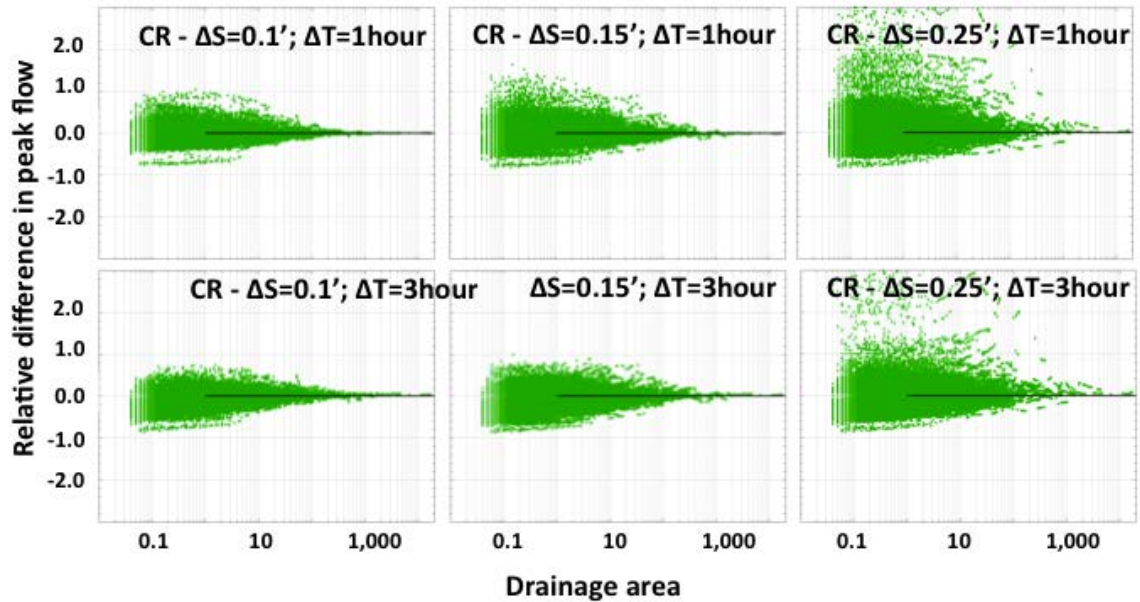 CR - ΔS=0.1’; ΔT=1hour
CR - ΔS=0.15’; ΔT=1hour
CR - ΔS=0.25’; ΔT=1hour
2.0
1.0
0.0
-1.0
-2.0
Relative difference in peak flow
CR - ΔS=0.1’; ΔT=3hour
ΔS=0.15’; ΔT=3hour
CR - ΔS=0.25’; ΔT=3hour
2.0
1.0
0.0
-1.0
-2.0
0.1 10 1,000
0.1 10 1,000
0.1 10 1,000
Drainage area